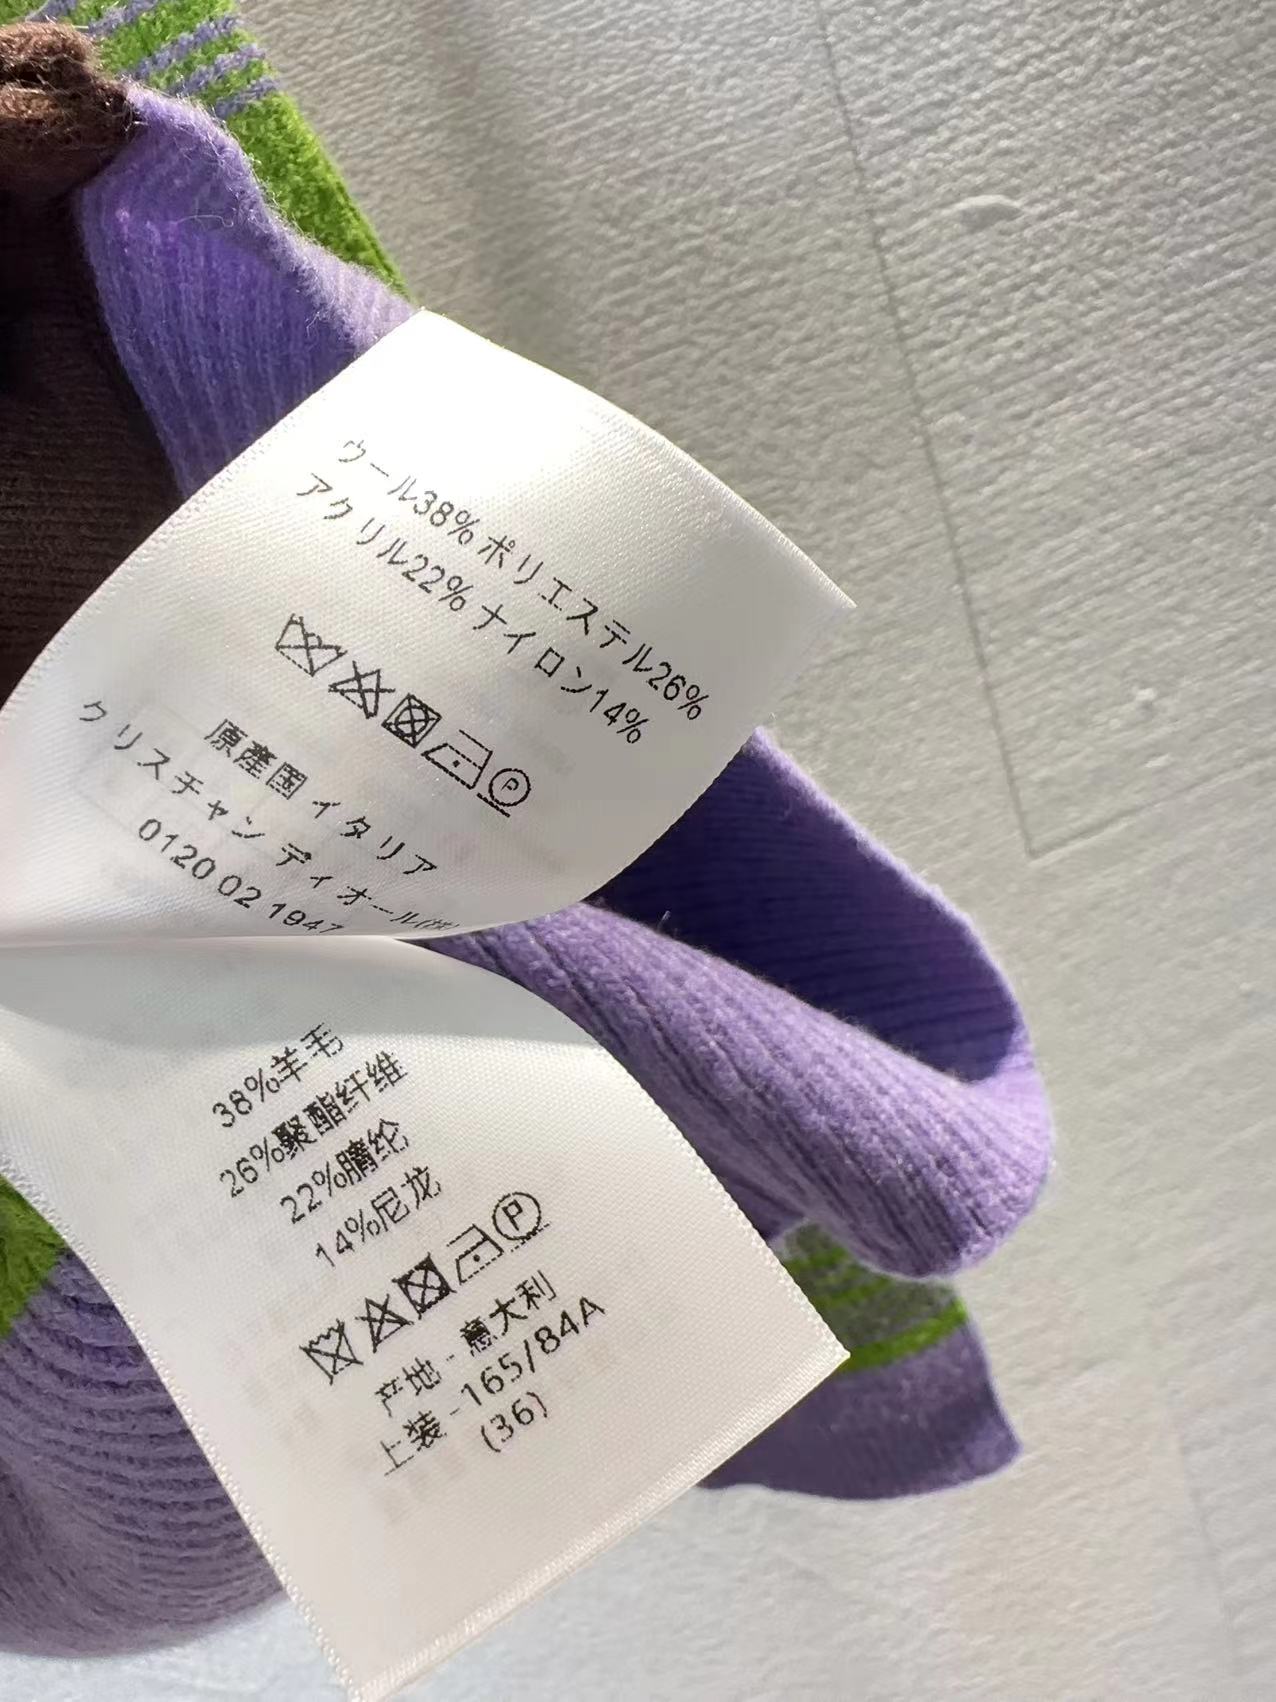 ウール38% ポリエステル26%
アクリル22% ナイロン14%
P
原産国 イタリア
クリスチャン ディオール(株)
0120 02 1947
38%羊毛
26%聚酯纤维
22%腈纶
14%尼龙
P
产地 - 意大利
上装 - 165/84A
(36)